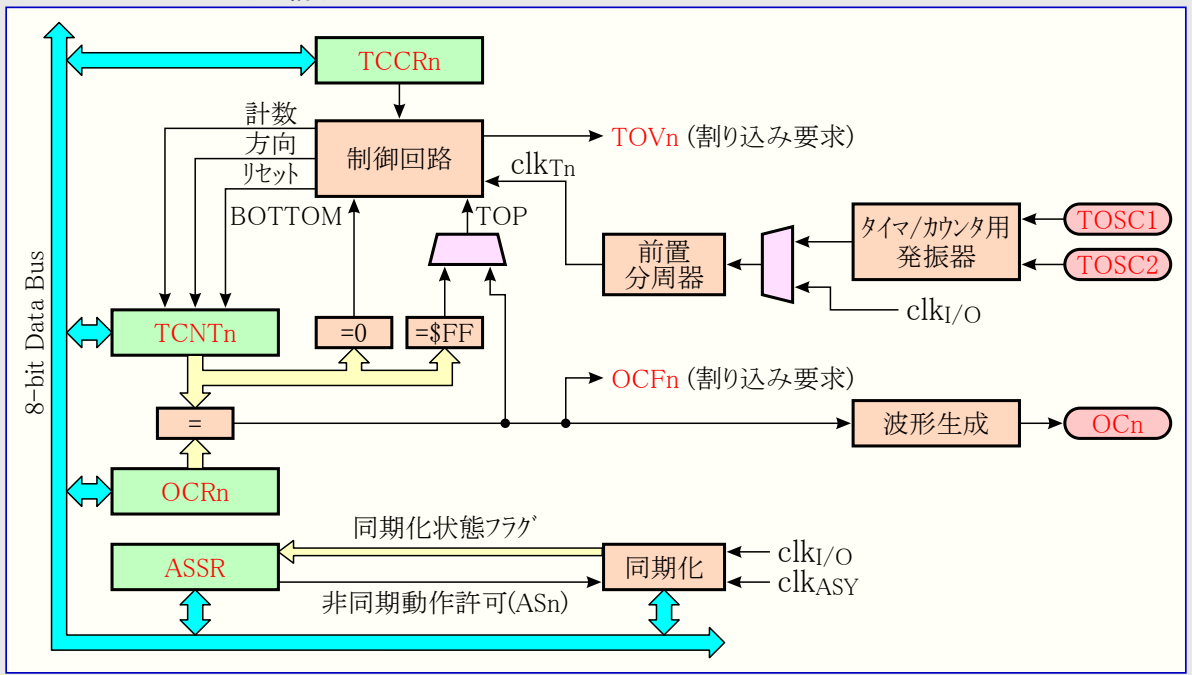 TCCRn
計数
方向
リセット
制御回路
TOVn (割り込み要求)
clkTn
BOTTOM
TOP
タイマ/カウンタ用
発振器
TOSC1
TOSC2
前置
分周器
clkI/O
8-bit Data Bus
TCNTn
=0
=$FF
OCFn (割り込み要求)
=
波形生成
OCn
OCRn
同期化状態フラグ
ASSR
同期化
clkI/O
clkASY
非同期動作許可(ASn)